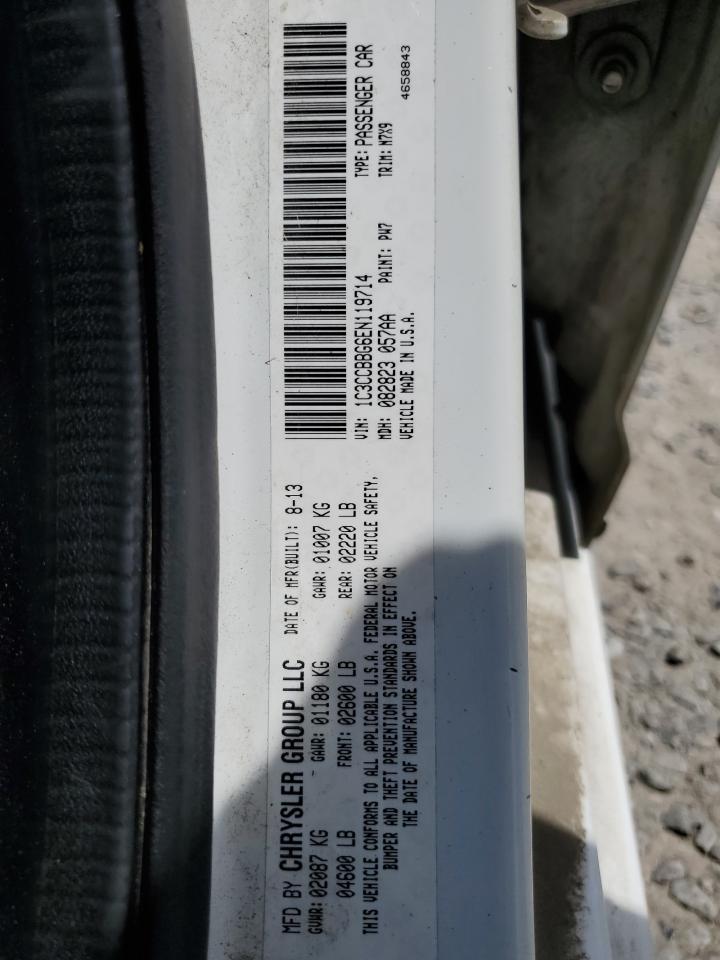 MFD BY CHRYSLER GROUP LLC DATE OF MFR(BUILT): 8-13
GVWR: 02087 KG GAWR: 01180 KG GAWR: 01007 KG
04600 LB FRONT: 02600 LB REAR: 02220 LB
THIS VEHICLE CONFORMS TO ALL APPLICABLE U.S.A. FEDERAL MOTOR VEHICLE SAFETY,
BUMPER AND THEFT PREVENTION STANDARDS IN EFFECT ON
THE DATE OF MANUFACTURE SHOWN ABOVE.
VIN: 1C3CCBBG6EN119714 TYPE: PASSENGER CAR
MDH: 082823 057AA PAINT: PW7 TRIM: N7X9
VEHICLE MADE IN U.S.A. 4658843